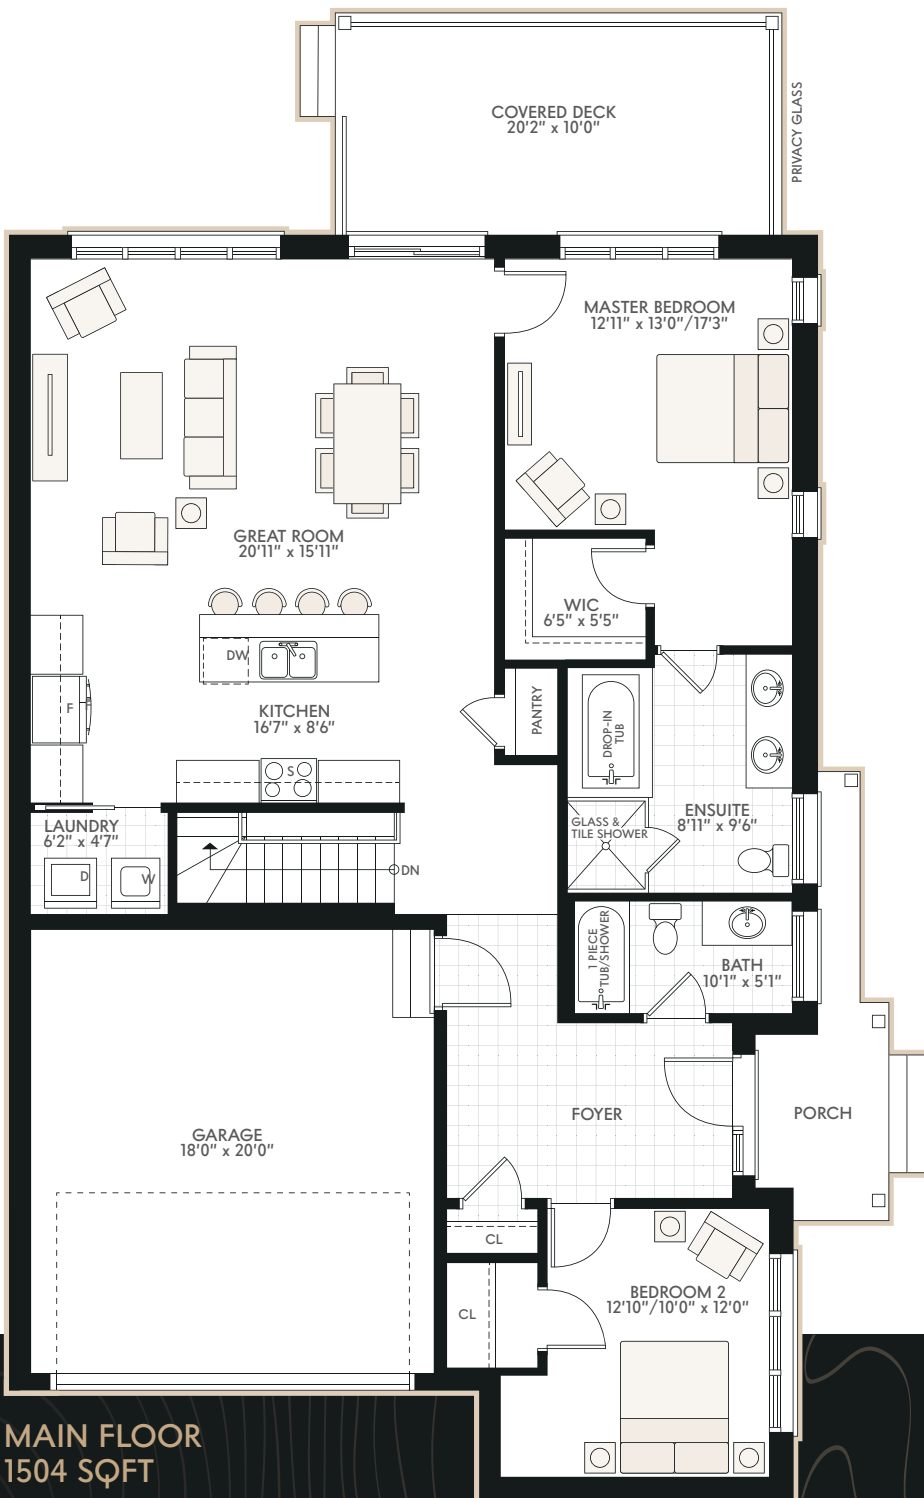 COVERED DECK
20'2" x 10'0"
PRIVACY GLASS
MASTER BEDROOM
12'11" x 13'0"/17'3"
GREAT ROOM
20'11" x 15'11"
WIC
6'5" x 5'5"
DW
F
KITCHEN
16'7" x 8'6"
PANTRY
DROP-IN
TUB
S
LAUNDRY
6'2" x 4'7"
D
W
DN
GLASS &
TILE SHOWER
ENSUITE
8'11" x 9'6"
1 PIECE
TUB/SHOWER
BATH
10'1" x 5'1"
GARAGE
18'0" x 20'0"
FOYER
PORCH
CL
CL
BEDROOM 2
12'10"/10'0" x 12'0"
MAIN FLOOR
1504 SQFT